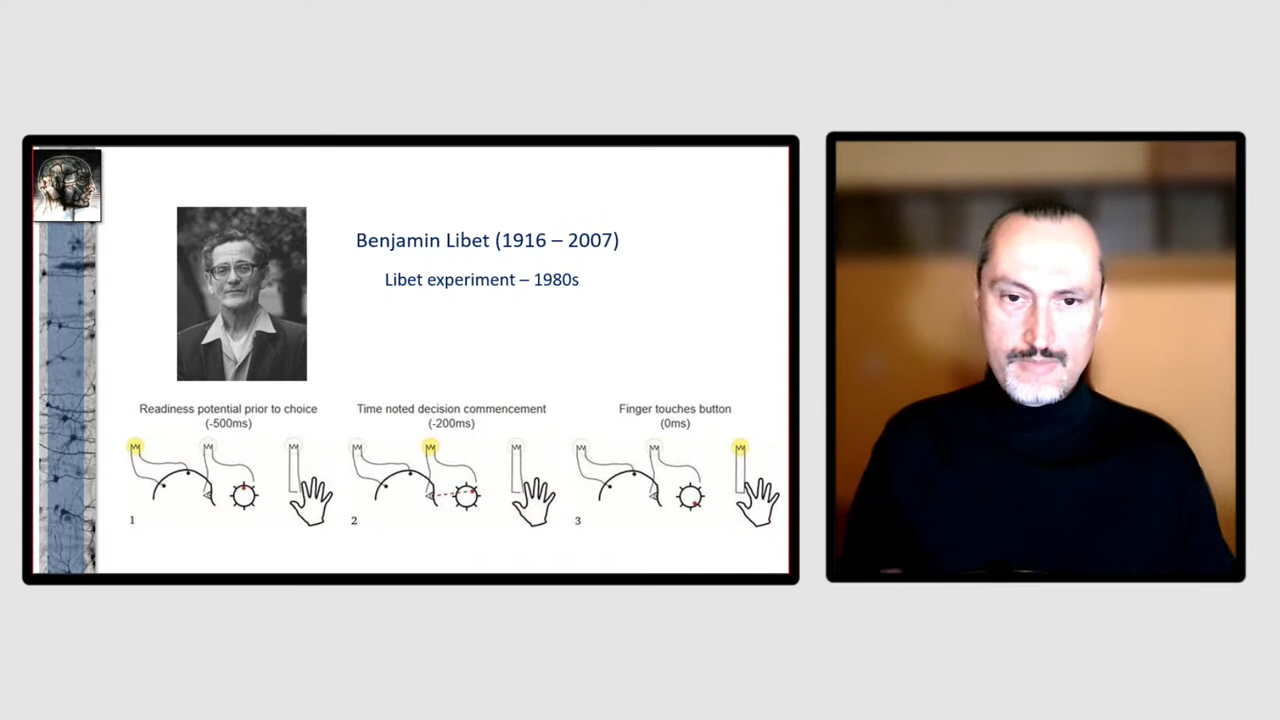 Benjamin Libet (1916 – 2007)
Libet experiment – 1980s
Readiness potential prior to choice
(-500ms)
Time noted decision commencement
(-200ms)
Finger touches button
(0ms)
1
2
3